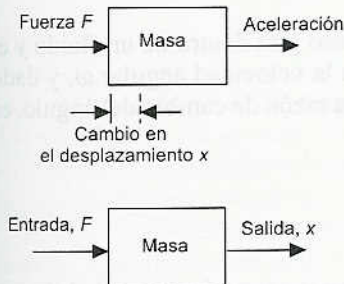 Fuerza F
Masa
Aceleración
Cambio en
el desplazamiento x
Entrada, F
Masa
Salida, x